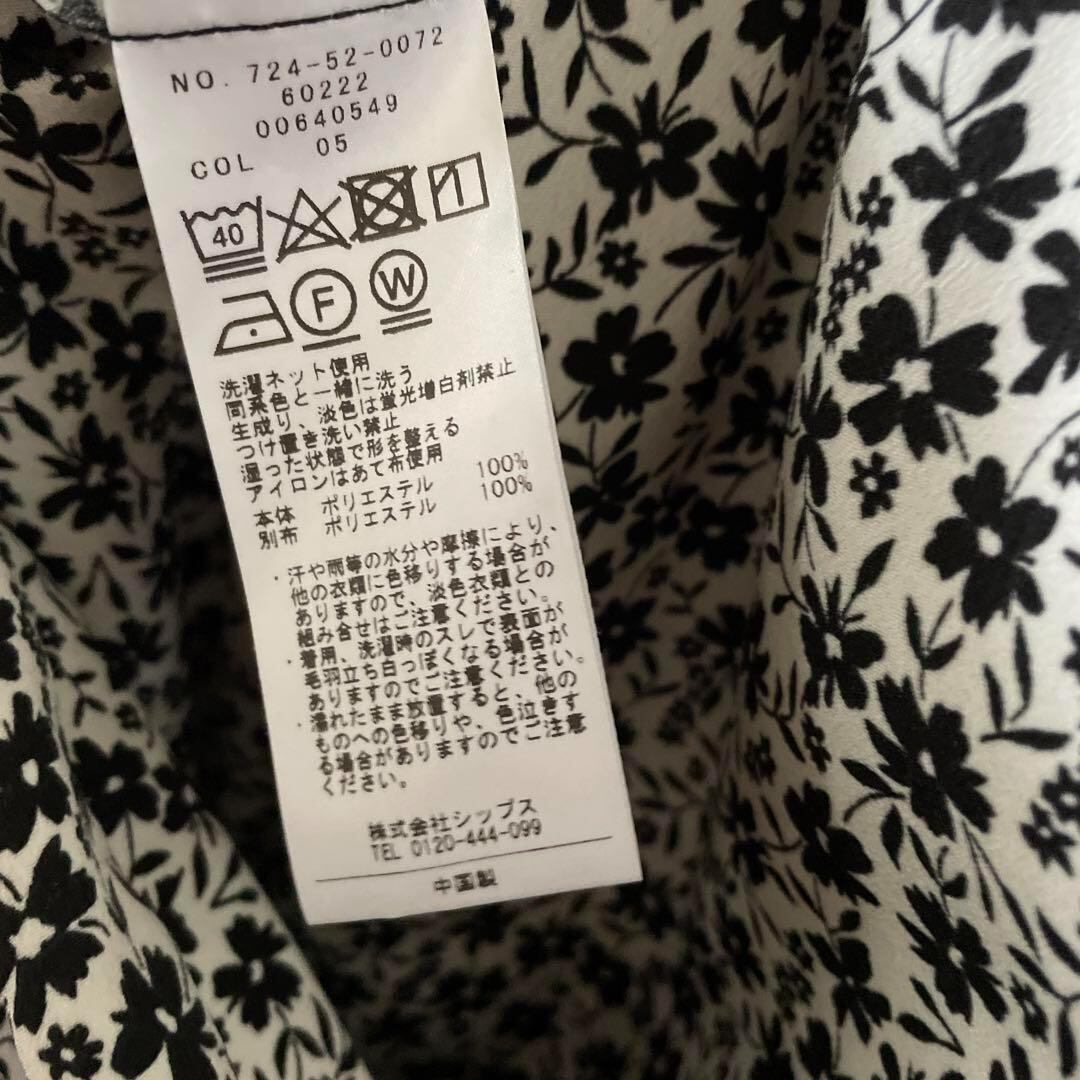 NO. 724-52-0072
60222
00640549
COL 05
40
F W
洗濯ネット使用
同系色と一緒に洗う
生成り、淡色は蛍光増白剤禁止
つけ置き洗い禁止
湿った状態で形を整える
アイロンはあて布使用
本体 ポリエステル 100%
別布 ポリエステル 100%
・汗や雨等の水分や摩擦により、
他の衣類に色移りする場合が
ありますので、淡色衣類との
組み合せはご注意ください。
・着用、洗濯時のスレで表面が
毛羽立ち白っぽくなる場合が
ありますのでご注意ください。
・濡れたまま放置すると、他の
ものへの色移りや、色泣きす
る場合がありますのでご注意
ください。
株式会社シップス
TEL 0120-444-099
中国製